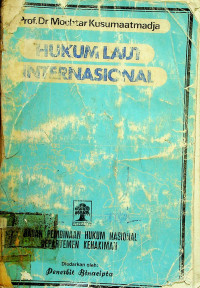 Prof. Dr Mochtar Kusumaatmadja
HUKUM LAUT
INTERNASIONAL
BADAN PEMBINAAN HUKUM NASIONAL
DEPARTEMEN KEHAKIMAN
Diedarkan oleh:
Penerbit Binacipta